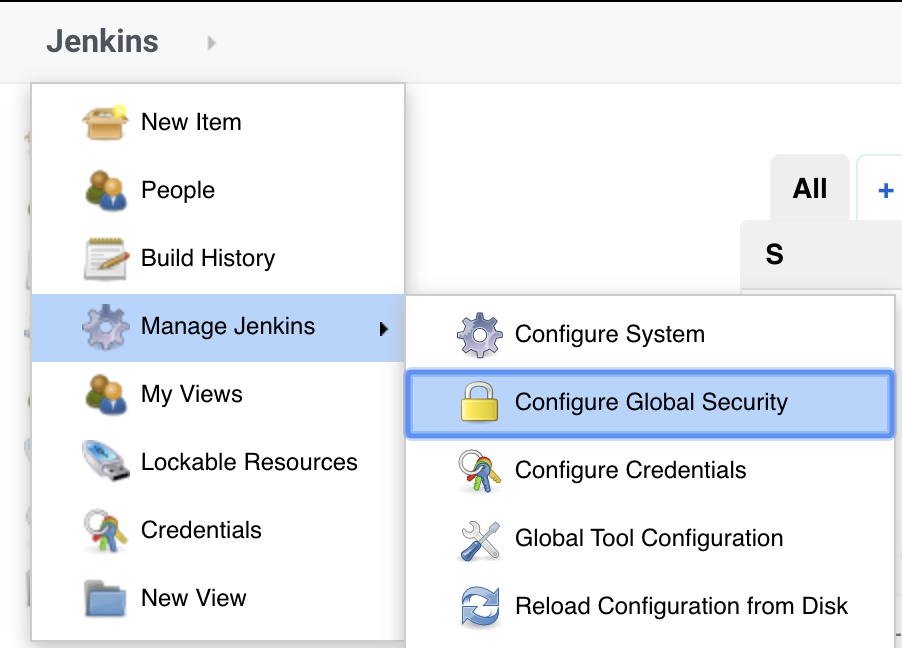 Jenkins
New Item
People
Build History
Manage Jenkins
My Views
Lockable Resources
Credentials
New View
All
+
S
Configure System
Configure Global Security
Configure Credentials
Global Tool Configuration
Reload Configuration from Disk